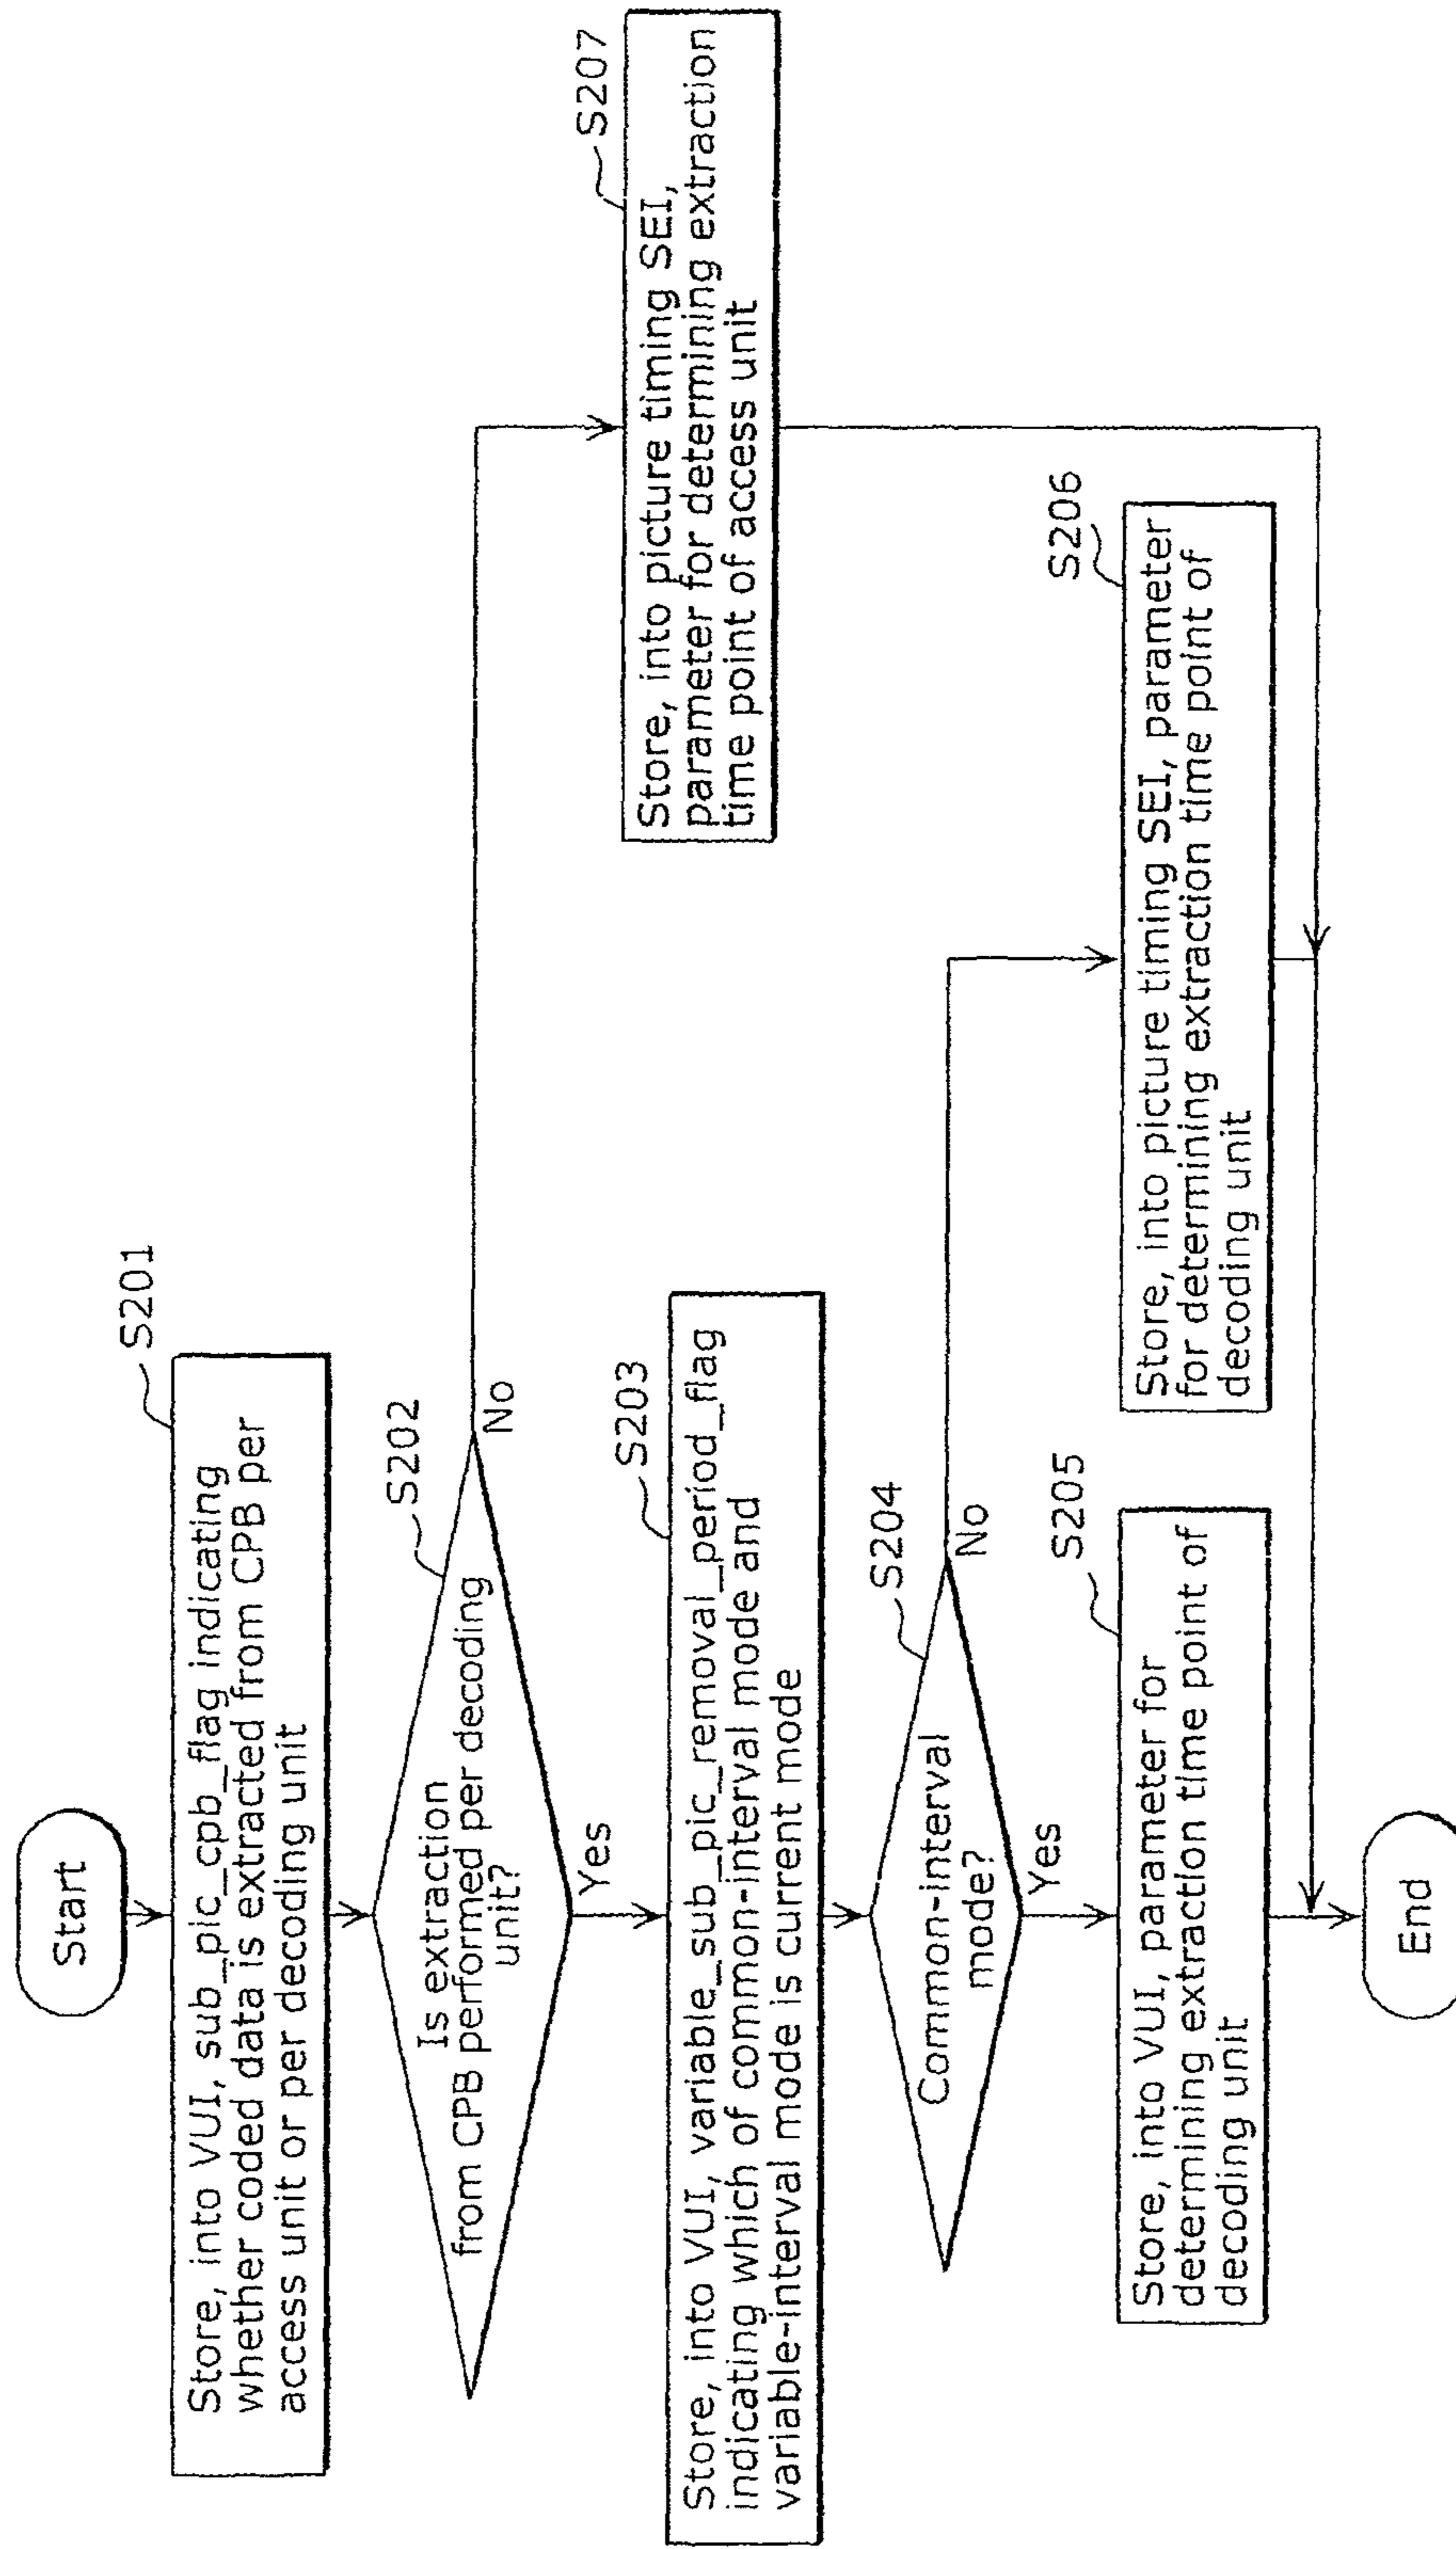 Start
S201
Store, into VUI, sub_pic_cpb_flag indicating
whether coded data is extracted from CPB per
access unit or per decoding unit
S202
Is extraction
from CPB performed per decoding
unit?
No
Yes
S203
Store, into VUI, variable_sub_pic_removal_period_flag
indicating which of common-interval mode and
variable-interval mode is current mode
S207
Store, into picture timing SEI,
parameter for determining extraction
time point of access unit
S204
Common-interval
mode?
No
Yes
S205
Store, into VUI, parameter for
determining extraction time point of
decoding unit
S206
Store, into picture timing SEI, parameter
for determining extraction time point of
decoding unit
End